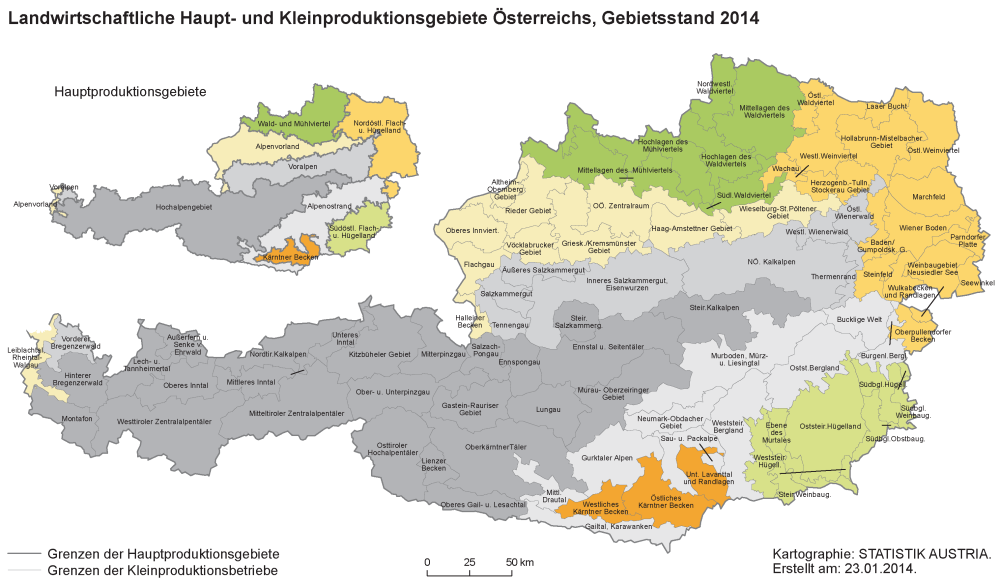 Landwirtschaftliche Haupt- und Kleinproduktionsgebiete Österreichs, Gebietsstand 2014
Hauptproduktionsgebiete
Wald- und Mühlviertel
Nordöstl. Flach-
u. Hügelland
Alpenvorland
Voralpen
Voralpen
Alpenvorland
Hochalpengebiet
Alpenostrand
Südöstl. Flach-
u. Hügelland
Kärntner Becken
Nordwestl.
Waldviertel
Mittellagen des
Waldviertels
Östl.
Waldviertel
Laaer Bucht
Hollabrunn-Mistelbacher
Gebiet
Östl. Weinviertel
Hochlagen des
Mühlviertels
Hochlagen des
Waldviertels
Westl. Weinviertel
Mittellagen des Mühlviertels
Wachau
Herzogenb.-Tulln.
Stockerau Gebiet
Marchfeld
Altheim-
Obernberg
Gebiet
Südl. Waldviertel
Rieder Gebiet
OÖ. Zentralraum
Wieselburg-St.Pöltener
Gebiet
Östl.
Wienerwald
Oberes Innviert.
Haag-Amstettner Gebiet
Westl. Wienerwald
Wiener Boden
Parndorfer
Platte
Vöcklabrucker
Gebiet
Griesk./Kremsmünster
Gebiet
Baden/
Gumpoldsk. G.
Flachgau
Äußeres Salzkammergut
NÖ. Kalkalpen
Weinbaugebiet
Neusiedler See
Thermenrand
Steinfeld
Seewinkel
Salzkammergut
Inneres Salzkammergut,
Eisenwurzen
Wulkabecken
und Randlagen
Halleiner
Becken
Tennengau
Steir.
Salzkammerg.
Steir.Kalkalpen
Bucklige Welt
Oberpullendorfer
Becken
Leiblachtal,
Rheintal,
Walgau
Vorderer
Bregenzerwald
Äußerfern u.
Senke v.
Ehrwald
Unteres
Inntal
Salzach-
Pongau
Ennstal u. Seitentäler
Burgenl.Bergl.
Lech- u.
Tannheimertal
Nordtir.Kalkalpen
Kitzbüheler Gebiet
Mitterpinzgau
Ennspongau
Murboden, Mürz-
u. Liesingtal
Oststeir. Bergland
Hinterer
Bregenzerwald
Oberes Inntal
Mittleres Inntal
Ober- u. Unterpinzgau
Murau-Oberzeiringer
Gebiet
Südbgl.Hügell.
Montafon
Westtiroler Zentralalpentäler
Mitteltiroler Zentralalpentäler
Gastein-Rauriser
Gebiet
Lungau
Neumark-Obdacher
Gebiet
Weststeir.
Bergland
Ebene
des
Murtales
Oststeir.Hügelland
Südbgl.
Weinbaug.
Südbgl.Obstbaug.
Osttiroler
Hochalpentäler
OberkärntnerTäler
Sau- u. Packalpe
Lienzer
Becken
Gurktaler Alpen
Weststeir.
Hügell.
Unt. Lavanttal
und Randlagen
Steir.Weinbaug.
Oberes Gail- u. Lesachtal
Mittl.
Drautal
Westliches
Kärntner Becken
Östliches
Kärntner Becken
Gailtal. Karawanken
Grenzen der Hauptproduktionsgebiete
Grenzen der Kleinproduktionsbetriebe
0 25 50 km
Kartographie: STATISTIK AUSTRIA.
Erstellt am: 23.01.2014.